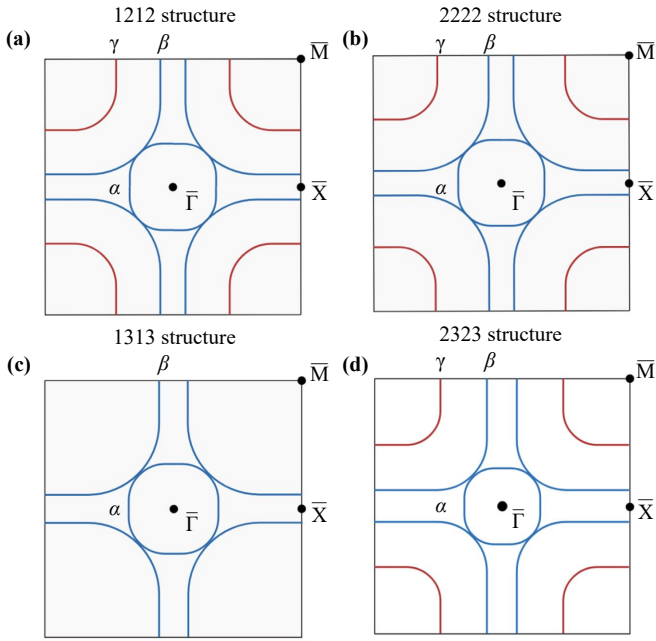 1212 structure
2222 structure
(a)
γ
β
M̅
α
Γ̅
X̅
(b)
γ
β
M̅
α
Γ̅
X̅
1313 structure
2323 structure
(c)
β
M̅
α
Γ̅
X̅
(d)
γ
β
M̅
α
Γ̅
X̅